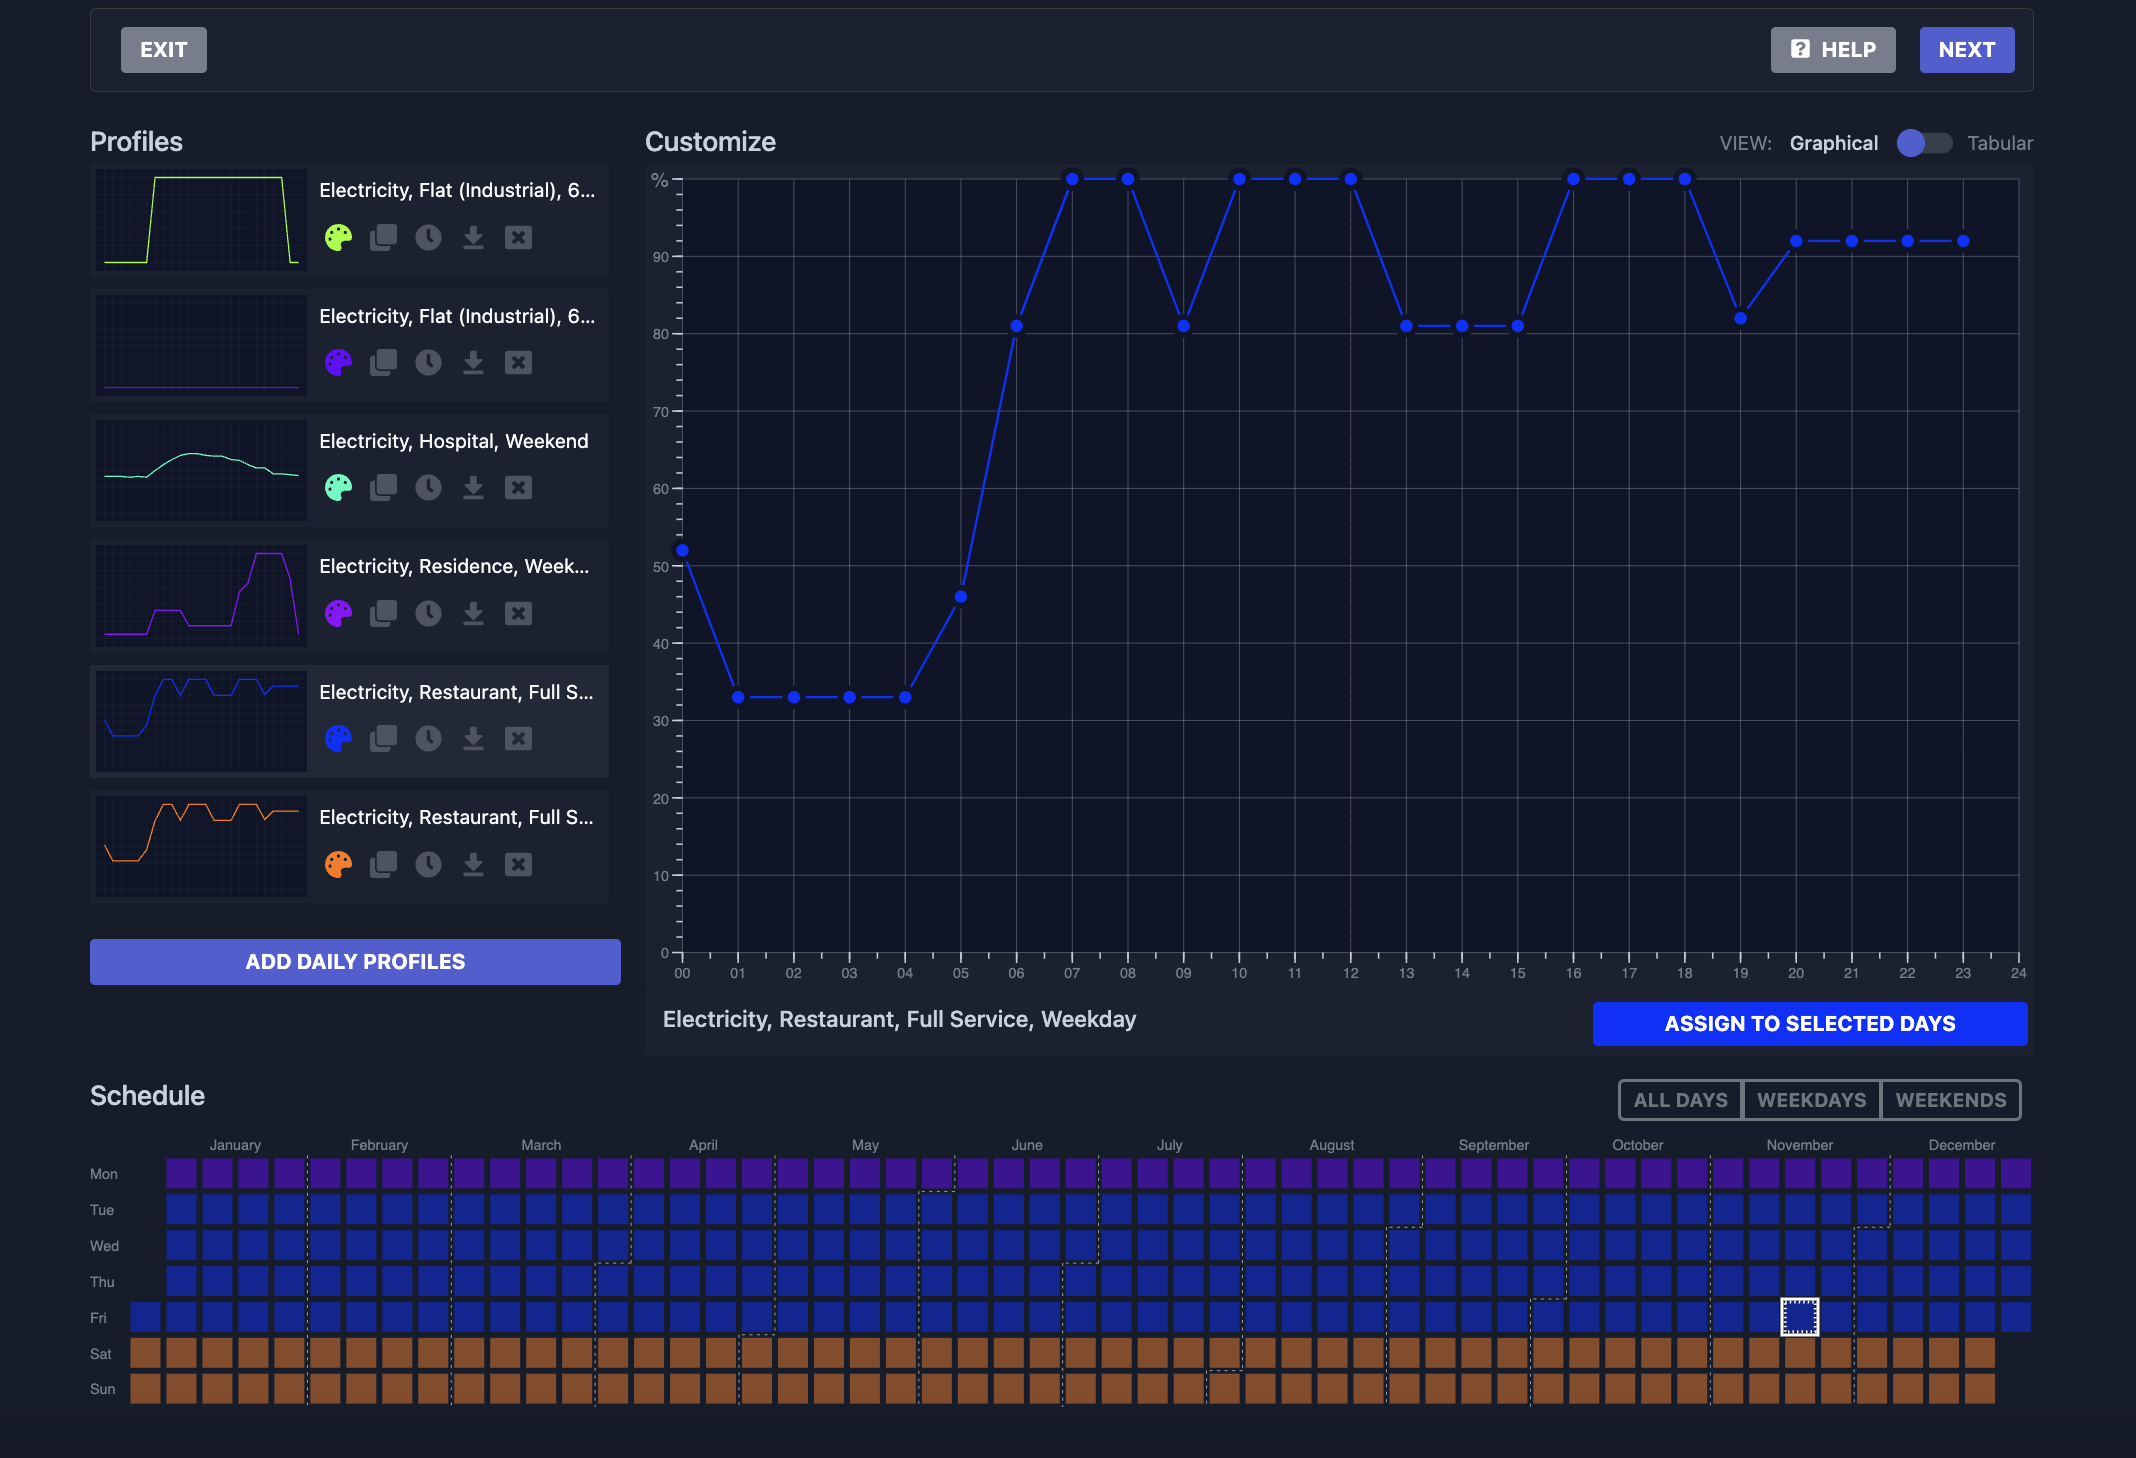 EXIT
HELP
NEXT
Profiles
Customize
VIEW: Graphical Tabular
Electricity, Flat (Industrial), 6...
Electricity, Flat (Industrial), 6...
Electricity, Hospital, Weekend
Electricity, Residence, Week...
Electricity, Restaurant, Full S...
Electricity, Restaurant, Full S...
ADD DAILY PROFILES
%
90
80
70
60
50
40
30
20
10
0
00 01 02 03 04 05 06 07 08 09 10 11 12 13 14 15 16 17 18 19 20 21 22 23 24
Electricity, Restaurant, Full Service, Weekday
ASSIGN TO SELECTED DAYS
Schedule
ALL DAYS WEEKDAYS WEEKENDS
January February March April May June July August September October November December
Mon
Tue
Wed
Thu
Fri
Sat
Sun